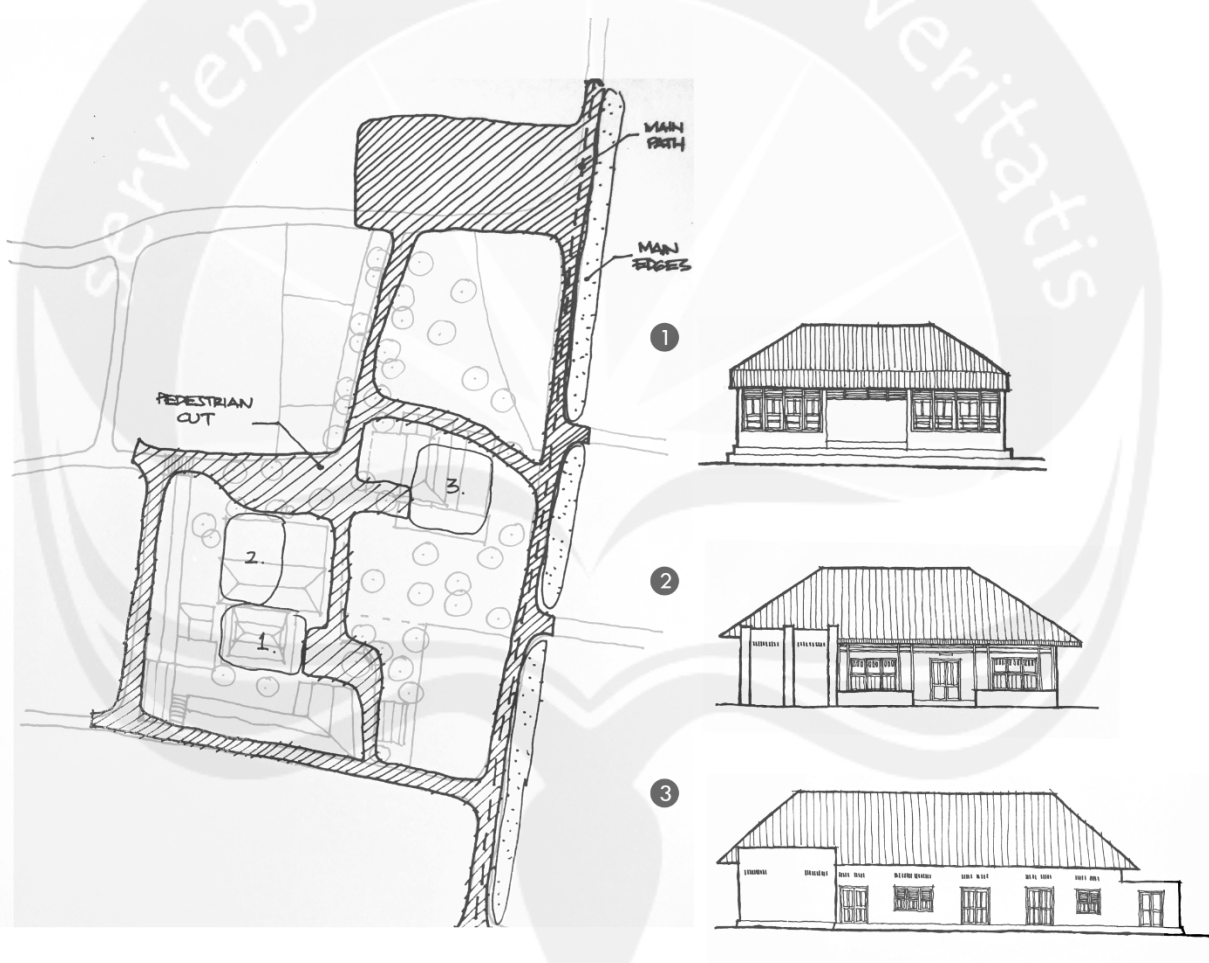 serviens
veritatis
MAIN
PATH
MAIN
EDGES
PEDESTRIAN
CUT
3.
2.
1.
1
2
3